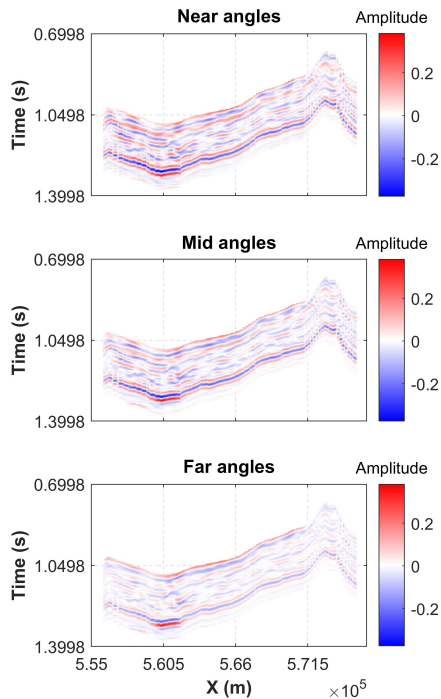 Near angles
Amplitude
0.6998
1.0498
1.3998
Time (s)
0.2
0
-0.2
Mid angles
Amplitude
0.6998
1.0498
1.3998
Time (s)
0.2
0
-0.2
Far angles
Amplitude
0.6998
1.0498
1.3998
Time (s)
0.2
0
-0.2
5.55 5.605 5.66 5.715
X (m) ×10⁵